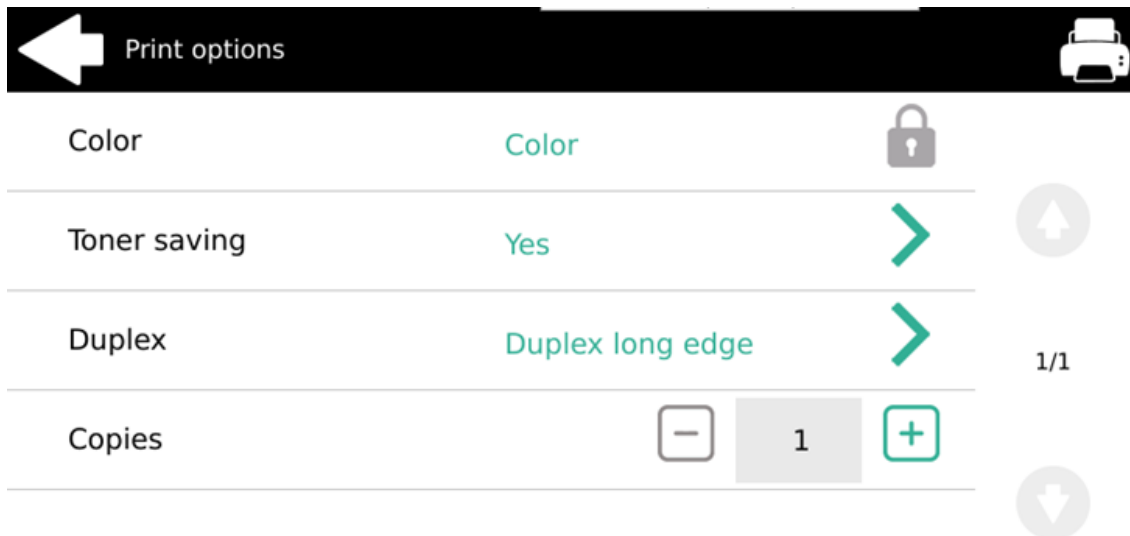 Print options
Color Color
Toner saving Yes
Duplex Duplex long edge
1/1
Copies - 1 +